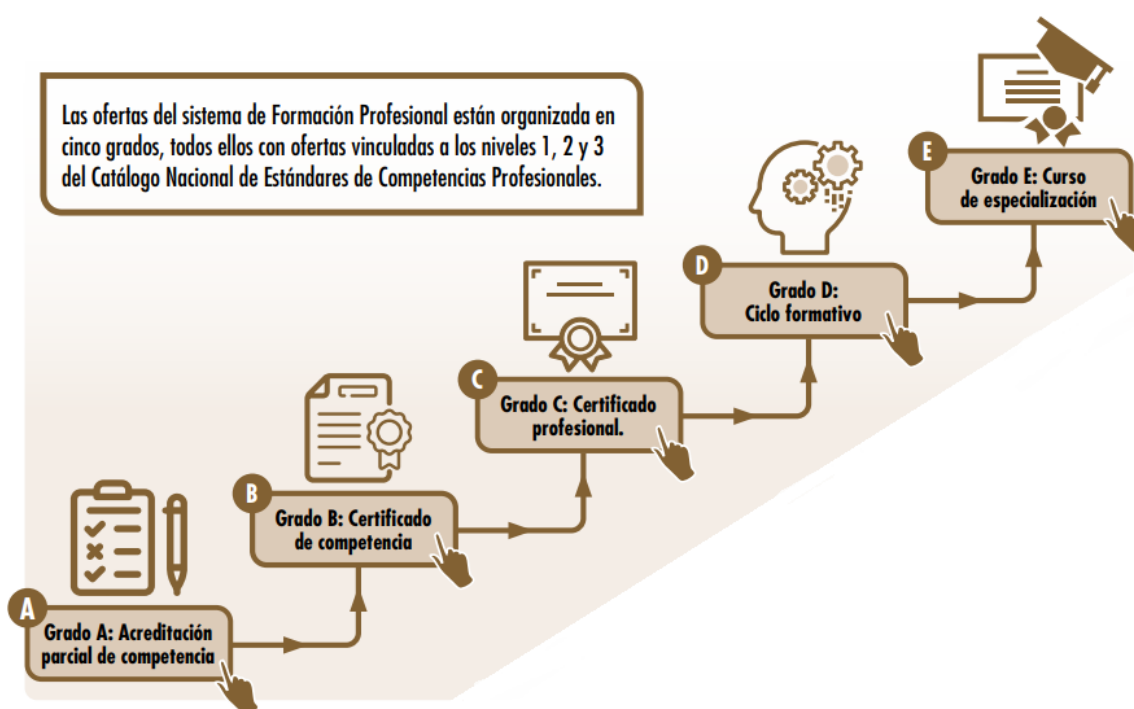 Las ofertas del sistema de Formación Profesional están organizada en
cinco grados, todos ellos con ofertas vinculadas a los niveles 1, 2 y 3
del Catálogo Nacional de Estándares de Competencias Profesionales.
E
Grado E: Curso
de especialización
D
Grado D:
Ciclo formativo
C
Grado C: Certificado
profesional.
B
Grado B: Certificado
de competencia
A
Grado A: Acreditación
parcial de competencia